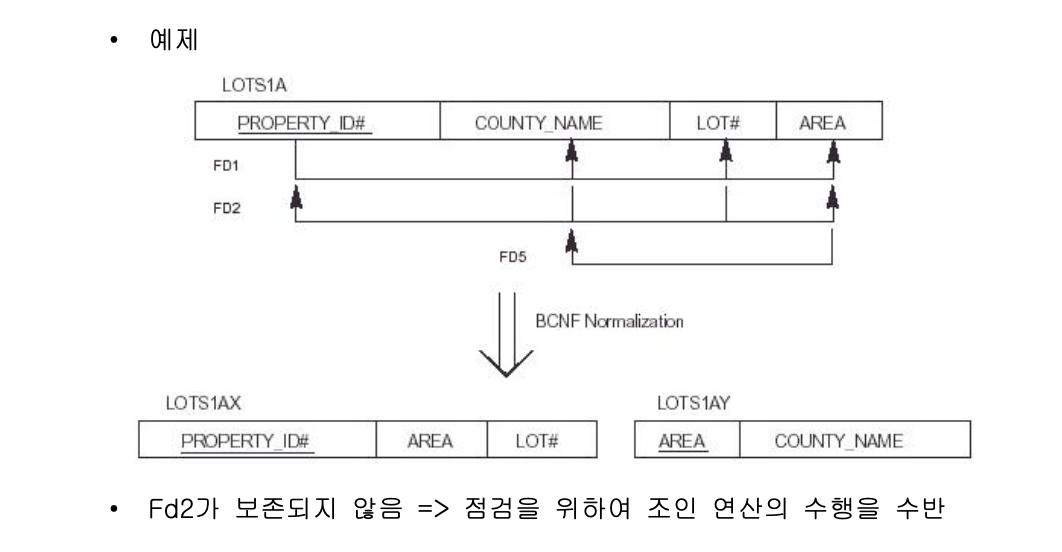 • 예제
LOTS1A
PROPERTY_ID# COUNTY_NAME LOT# AREA
FD1
FD2
FD5
BCNF Normalization
LOTS1AX LOTS1AY
PROPERTY_ID# AREA LOT# AREA COUNTY_NAME
• Fd2가 보존되지 않음 => 점검을 위하여 조인 연산의 수행을 수반